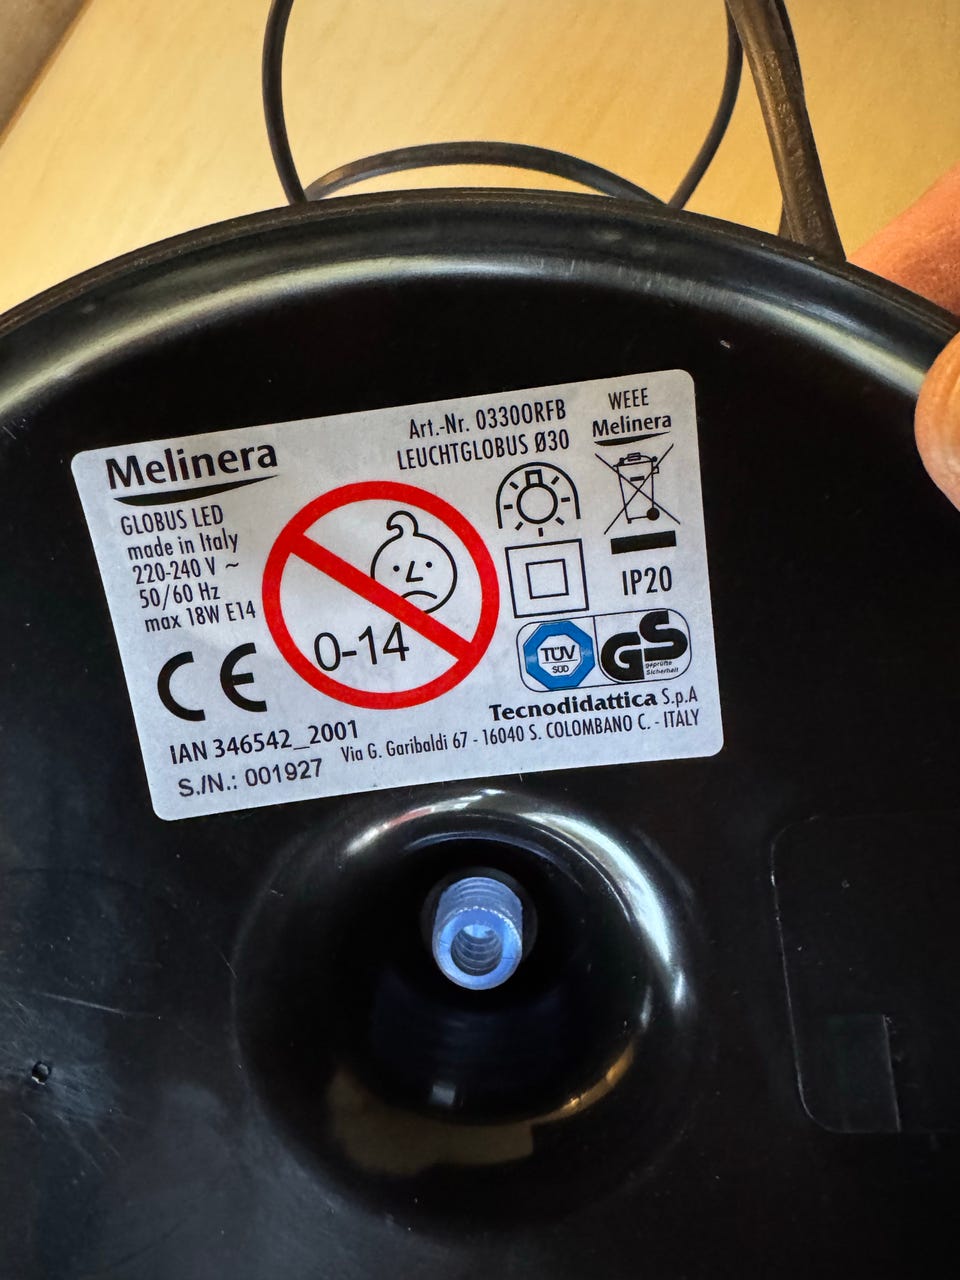 Melinera
GLOBUS LED
made in Italy
220-240 V ~
50/60 Hz
max 18W E14
CE
IAN 346542_2001
S./N.: 001927
Art.-Nr. 03300RFB
LEUCHTGLOBUS Ø30
0-14
WEEE
Melinera
IP20
TÜV
SÜD
GS
geprüfte
Sicherheit
Tecnodidattica S.p.A
Via G. Garibaldi 67 - 16040 S. COLOMBANO C. - ITALY